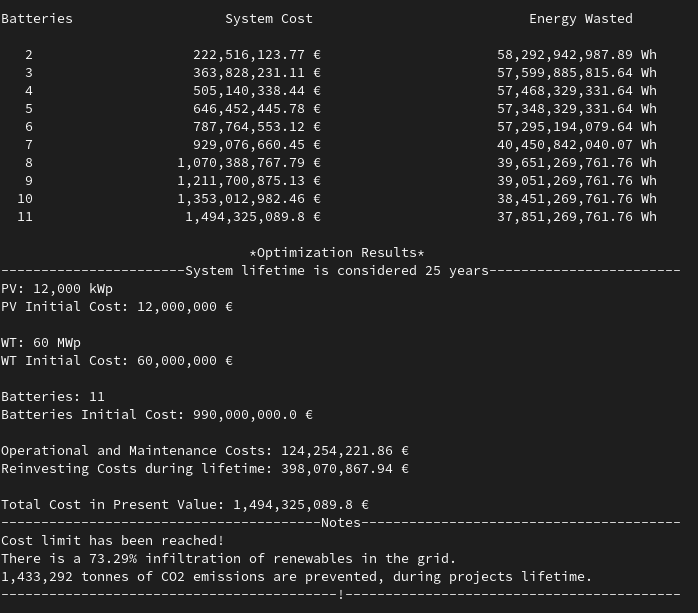 Batteries System Cost Energy Wasted
2 222,516,123.77 € 58,292,942,987.89 Wh
3 363,828,231.11 € 57,599,885,815.64 Wh
4 505,140,338.44 € 57,468,329,331.64 Wh
5 646,452,445.78 € 57,348,329,331.64 Wh
6 787,764,553.12 € 57,295,194,079.64 Wh
7 929,076,660.45 € 40,450,842,040.07 Wh
8 1,070,388,767.79 € 39,651,269,761.76 Wh
9 1,211,700,875.13 € 39,051,269,761.76 Wh
10 1,353,012,982.46 € 38,451,269,761.76 Wh
11 1,494,325,089.8 € 37,851,269,761.76 Wh
*Optimization Results*
-----------------------System lifetime is considered 25 years------------------------
PV: 12,000 kWp
PV Initial Cost: 12,000,000 €
WT: 60 MWp
WT Initial Cost: 60,000,000 €
Batteries: 11
Batteries Initial Cost: 990,000,000.0 €
Operational and Maintenance Costs: 124,254,221.86 €
Reinvesting Costs during lifetime: 398,070,867.94 €
Total Cost in Present Value: 1,494,325,089.8 €
----------------------------------------Notes----------------------------------------
Cost limit has been reached!
There is a 73.29% infiltration of renewables in the grid.
1,433,292 tonnes of CO2 emissions are prevented, during projects lifetime.
------------------------------------------!------------------------------------------